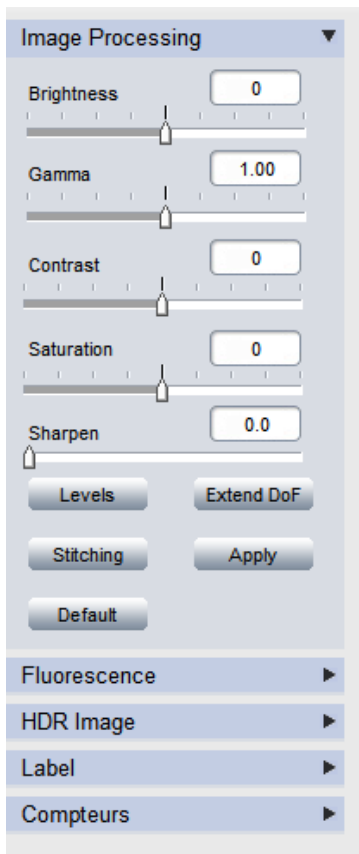 Image Processing
Brightness 0
Gamma 1.00
Contrast 0
Saturation 0
Sharpen 0.0
Levels Extend DoF
Stitching Apply
Default
Fluorescence
HDR Image
Label
Compteurs